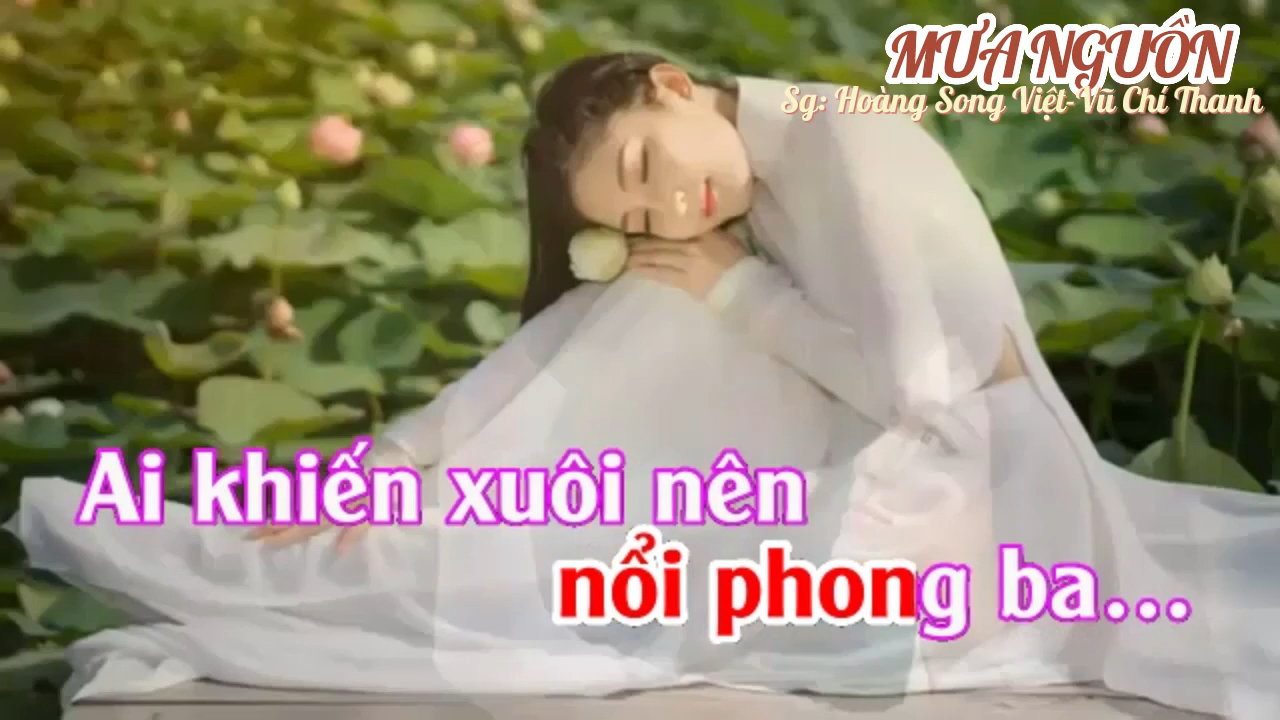 MƯA NGUỒN
Sg: Hoàng Song Việt-Vũ Chí Thanh
Ai khiến xuôi nên
nổi phong ba...